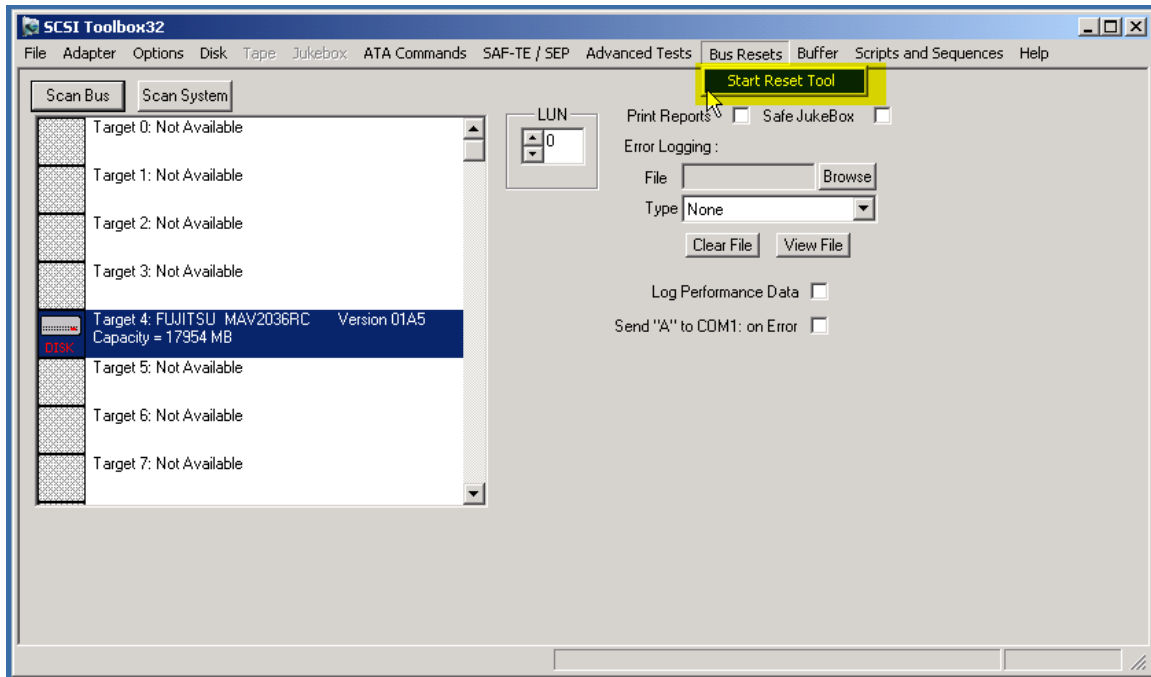 SCSI Toolbox32
File Adapter Options Disk Tape Jukebox ATA Commands SAF-TE / SEP Advanced Tests Bus Resets Buffer Scripts and Sequences Help
Start Reset Tool
Scan Bus Scan System
LUN
0
Print Reports Safe JukeBox
Error Logging :
File Browse
Type None
Clear File View File
Log Performance Data
Send "A" to COM1: on Error
Target 0: Not Available
Target 1: Not Available
Target 2: Not Available
Target 3: Not Available
Target 4: FUJITSU MAV2036RC Version 01A5
Capacity = 17954 MB
DISK
Target 5: Not Available
Target 6: Not Available
Target 7: Not Available